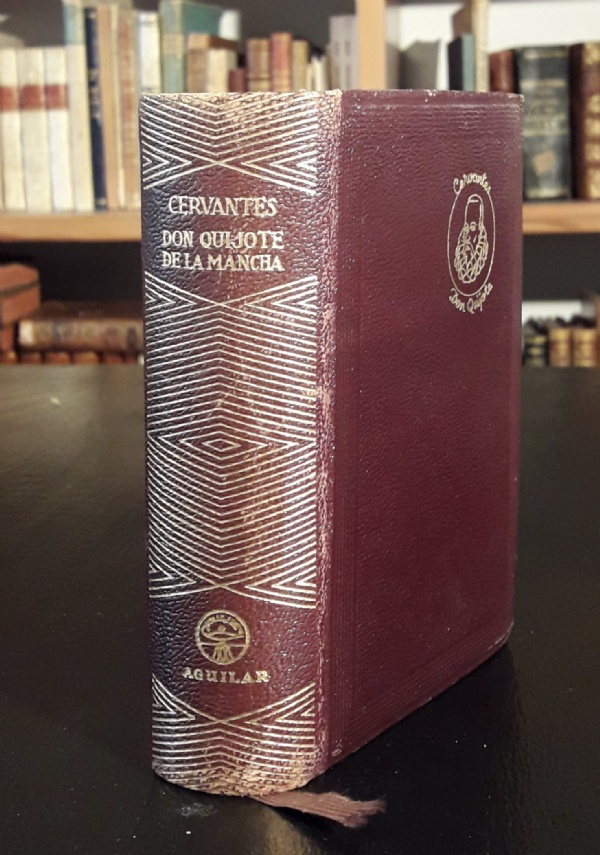 CERVANTES
DON QUIJOTE
DE LA MANCHA
AGUILAR
Cervantes
Don Quijote